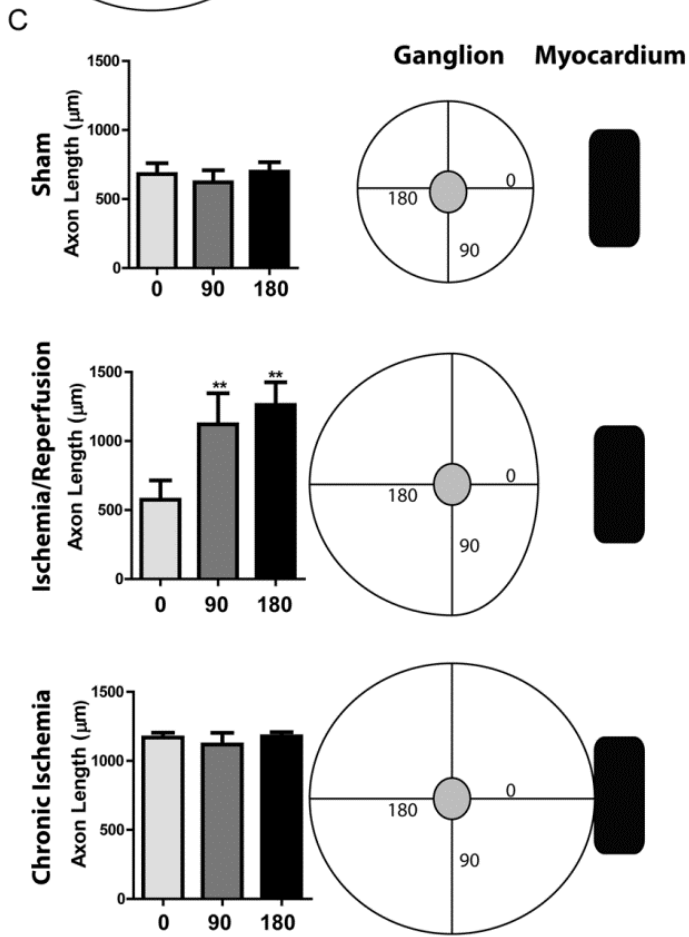 C
Ganglion Myocardium
Sham
Axon Length (μm)
1500
1000
500
0
0 90 180
180
0
90
Ischemia/Reperfusion
Axon Length (μm)
1500
1000
500
0
**
**
0 90 180
180
0
90
Chronic Ischemia
Axon Length (μm)
1500
1000
500
0
0 90 180
180
0
90